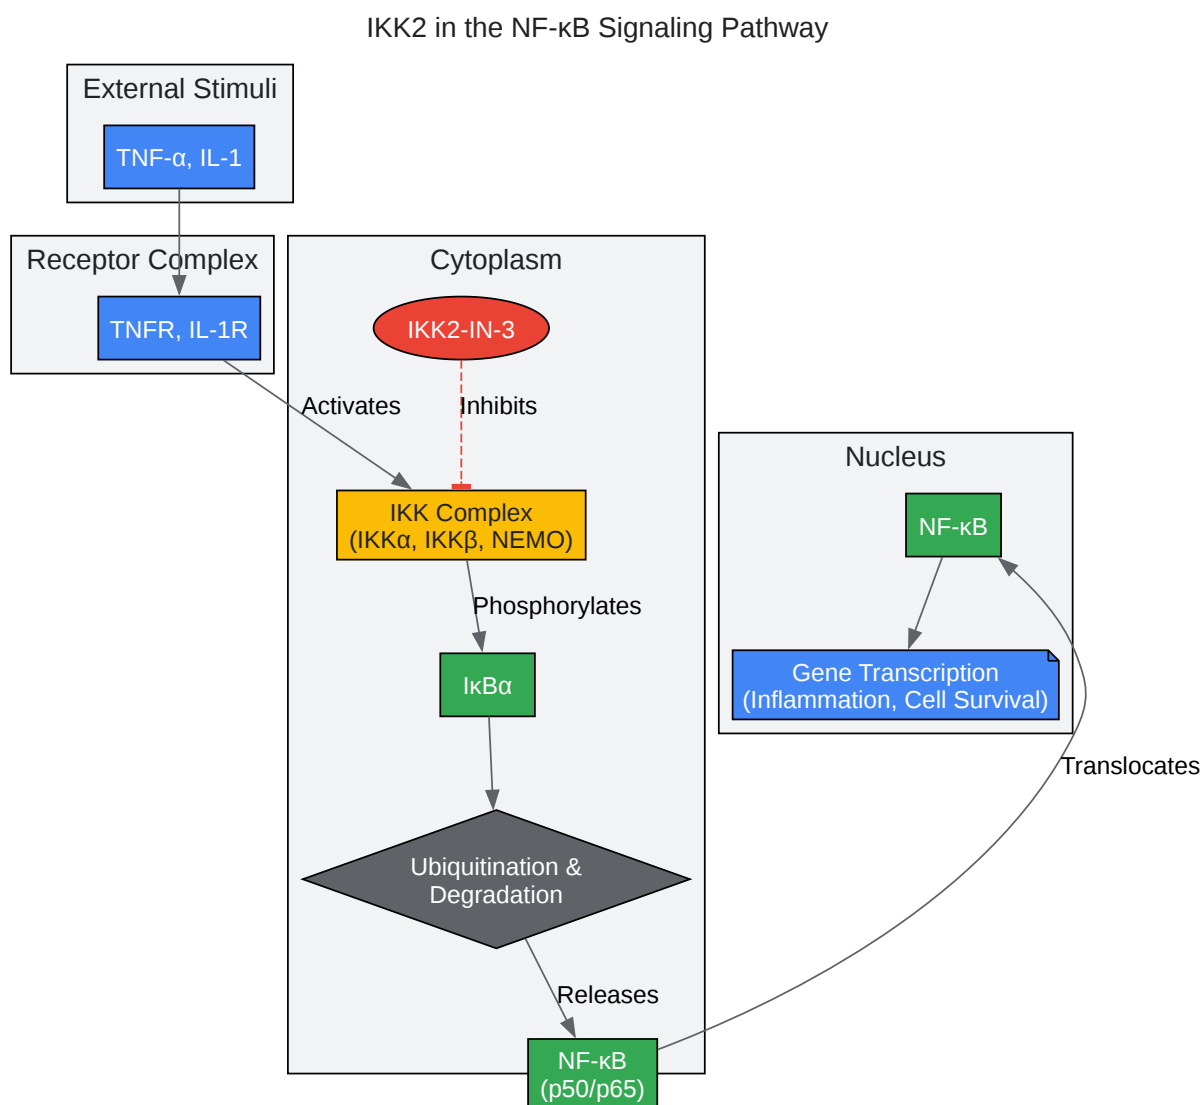 IKK2 in the NF-κB Signaling Pathway
External Stimuli
TNF-α, IL-1
Receptor Complex
TNFR, IL-1R
Cytoplasm
IKK2-IN-3
Activates
Inhibits
IKK Complex
(IKKα, IKKβ, NEMO)
Phosphorylates
IκBα
Ubiquitination &
Degradation
Releases
NF-κB
(p50/p65)
Nucleus
NF-κB
Gene Transcription
(Inflammation, Cell Survival)
Translocates